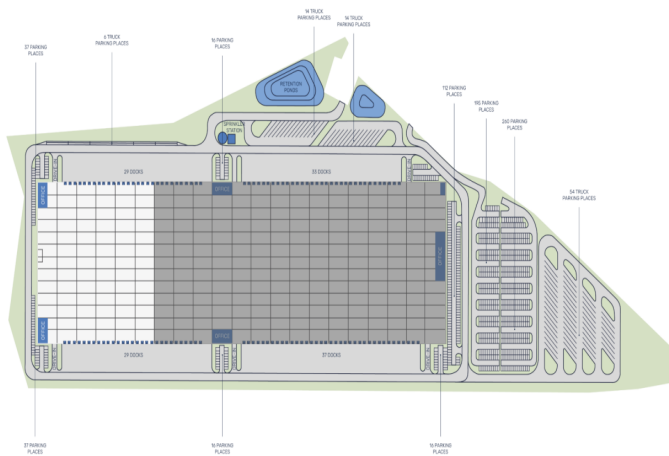 14 TRUCK
PARKING PLACES
14 TRUCK
PARKING PLACES
6 TRUCK
PARKING PLACES
37 PARKING
PLACES
16 PARKING
PLACES
RETENTION
PONDS
112 PARKING
PLACES
195 PARKING
PLACES
240 PARKING
PLACES
SPRINKLER
STATION
29 DOCKS
33 DOCKS
OFFICE
OFFICE
54 TRUCK
PARKING PLACES
OFFICE
OFFICE
OFFICE
29 DOCKS
37 DOCKS
37 PARKING
PLACES
16 PARKING
PLACES
16 PARKING
PLACES